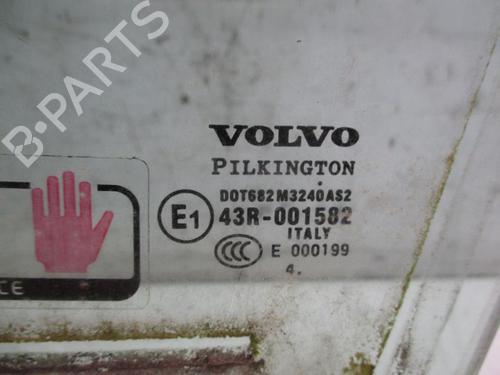 B-PARTS
VOLVO
PILKINGTON
DOT682 M3240AS2
E1 43R-001582
ITALY
CCC E 000199
4.
CE